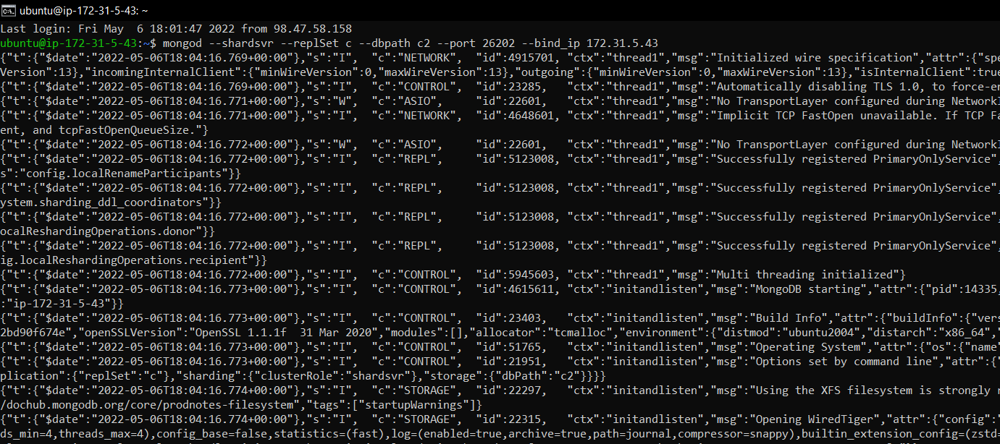 ubuntu@ip-172-31-5-43: ~
Last login: Fri May  6 18:01:47 2022 from 98.47.58.158
ubuntu@ip-172-31-5-43:~$ mongod --shardsvr --replSet c --dbpath c2 --port 26202 --bind_ip 172.31.5.43
{"t":{"$date":"2022-05-06T18:04:16.769+00:00"},"s":"I",  "c":"NETWORK",  "id":4915701, "ctx":"thread1","msg":"Initialized wire specification","attr":{"spe
Version":13},"incomingInternalClient":{"minWireVersion":0,"maxWireVersion":13},"outgoing":{"minWireVersion":0,"maxWireVersion":13},"isInternalClient":true
{"t":{"$date":"2022-05-06T18:04:16.769+00:00"},"s":"I",  "c":"CONTROL",  "id":23285,   "ctx":"thread1","msg":"Automatically disabling TLS 1.0, to force-en
{"t":{"$date":"2022-05-06T18:04:16.771+00:00"},"s":"W",  "c":"ASIO",     "id":22601,   "ctx":"thread1","msg":"No TransportLayer configured during NetworkI
{"t":{"$date":"2022-05-06T18:04:16.771+00:00"},"s":"I",  "c":"NETWORK",  "id":4648601, "ctx":"thread1","msg":"Implicit TCP FastOpen unavailable. If TCP Fa
ent, and tcpFastOpenQueueSize."}
{"t":{"$date":"2022-05-06T18:04:16.772+00:00"},"s":"W",  "c":"ASIO",     "id":22601,   "ctx":"thread1","msg":"No TransportLayer configured during NetworkI
{"t":{"$date":"2022-05-06T18:04:16.772+00:00"},"s":"I",  "c":"REPL",     "id":5123008, "ctx":"thread1","msg":"Successfully registered PrimaryOnlyService",
s":"config.localRenameParticipants"}}
{"t":{"$date":"2022-05-06T18:04:16.772+00:00"},"s":"I",  "c":"REPL",     "id":5123008, "ctx":"thread1","msg":"Successfully registered PrimaryOnlyService",
ystem.sharding_ddl_coordinators"}}
{"t":{"$date":"2022-05-06T18:04:16.772+00:00"},"s":"I",  "c":"REPL",     "id":5123008, "ctx":"thread1","msg":"Successfully registered PrimaryOnlyService",
ocalReshardingOperations.donor"}}
{"t":{"$date":"2022-05-06T18:04:16.772+00:00"},"s":"I",  "c":"REPL",     "id":5123008, "ctx":"thread1","msg":"Successfully registered PrimaryOnlyService",
ig.localReshardingOperations.recipient"}}
{"t":{"$date":"2022-05-06T18:04:16.772+00:00"},"s":"I",  "c":"CONTROL",  "id":5945603, "ctx":"thread1","msg":"Multi threading initialized"}
{"t":{"$date":"2022-05-06T18:04:16.773+00:00"},"s":"I",  "c":"CONTROL",  "id":4615611, "ctx":"initandlisten","msg":"MongoDB starting","attr":{"pid":14335,
:"ip-172-31-5-43"}}
{"t":{"$date":"2022-05-06T18:04:16.773+00:00"},"s":"I",  "c":"CONTROL",  "id":23403,   "ctx":"initandlisten","msg":"Build Info","attr":{"buildInfo":{"vers
2bd90f674e","openSSLVersion":"OpenSSL 1.1.1f  31 Mar 2020","modules":[],"allocator":"tcmalloc","environment":{"distmod":"ubuntu2004","distarch":"x86_64","
{"t":{"$date":"2022-05-06T18:04:16.773+00:00"},"s":"I",  "c":"CONTROL",  "id":51765,   "ctx":"initandlisten","msg":"Operating System","attr":{"os":{"name"
{"t":{"$date":"2022-05-06T18:04:16.773+00:00"},"s":"I",  "c":"CONTROL",  "id":21951,   "ctx":"initandlisten","msg":"Options set by command line","attr":{"
plication":{"replSet":"c"},"sharding":{"clusterRole":"shardsvr"},"storage":{"dbPath":"c2"}}}}
{"t":{"$date":"2022-05-06T18:04:16.774+00:00"},"s":"I",  "c":"STORAGE",  "id":22297,   "ctx":"initandlisten","msg":"Using the XFS filesystem is strongly r
/dochub.mongodb.org/core/prodnotes-filesystem","tags":["startupWarnings"]}
{"t":{"$date":"2022-05-06T18:04:16.774+00:00"},"s":"I",  "c":"STORAGE",  "id":22315,   "ctx":"initandlisten","msg":"Opening WiredTiger","attr":{"config":"
ds_min=4,threads_max=4),config_base=false,statistics=(fast),log=(enabled=true,archive=true,path=journal,compressor=snappy),builtin_extension_config=(zstd=